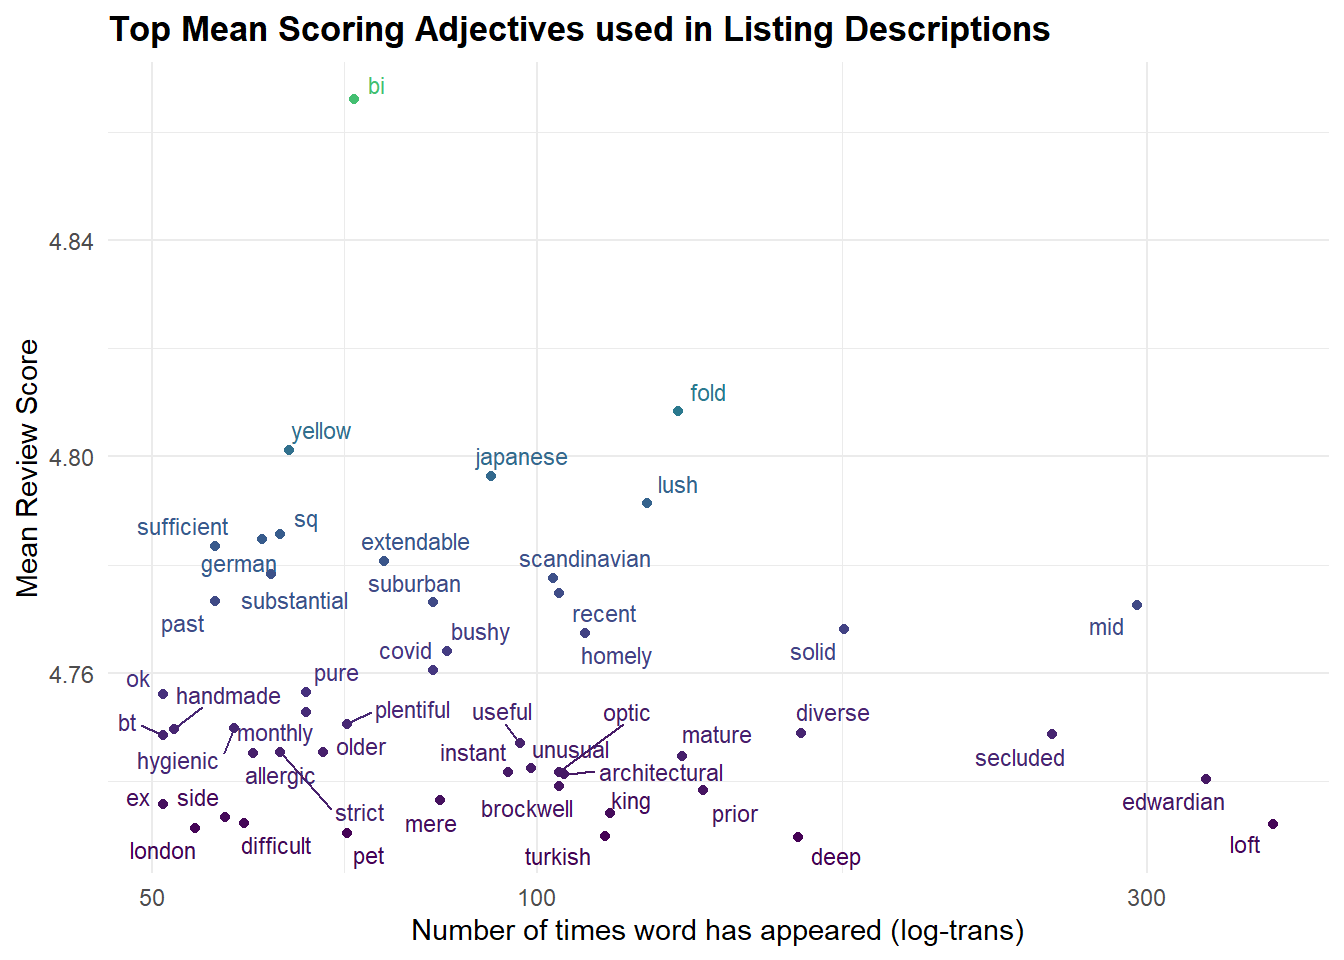 Top Mean Scoring Adjectives used in Listing Descriptions
bi
4.84
fold
yellow
4.80
japanese
lush
sq
sufficient
extendable
scandinavian
german
suburban
substantial
recent
past
mid
bushy
covid
solid
homely
4.76
pure
ok
handmade
plentiful
useful
optic
diverse
bt
monthly
mature
older
instant
unusual
hygienic
secluded
allergic
architectural
ex
side
king
edwardian
brockwell
strict
prior
mere
difficult
loft
london
pet
turkish
deep
50
100
300
Mean Review Score
Number of times word has appeared (log-trans)